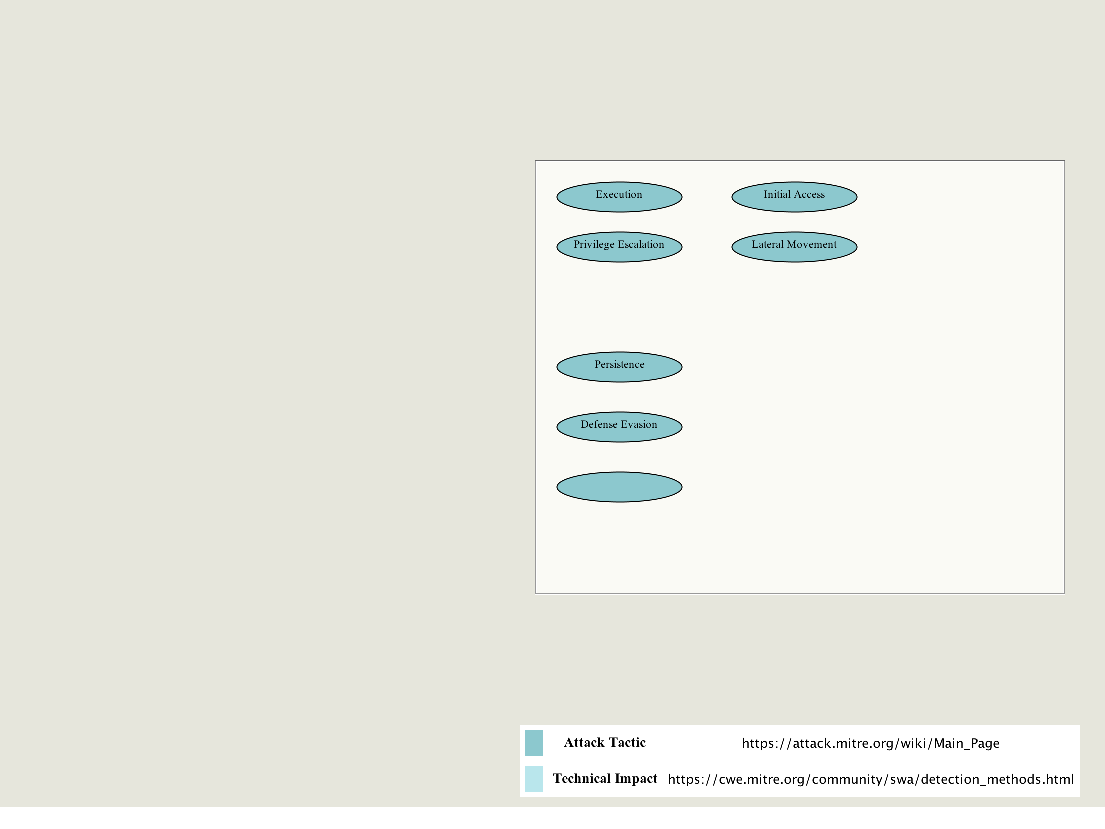 Execution
Initial Access
Privilege Escalation
Lateral Movement
Persistence
Defense Evasion
Attack Tactic
https://attack.mitre.org/wiki/Main_Page
Technical Impact
https://cwe.mitre.org/community/swa/detection_methods.html